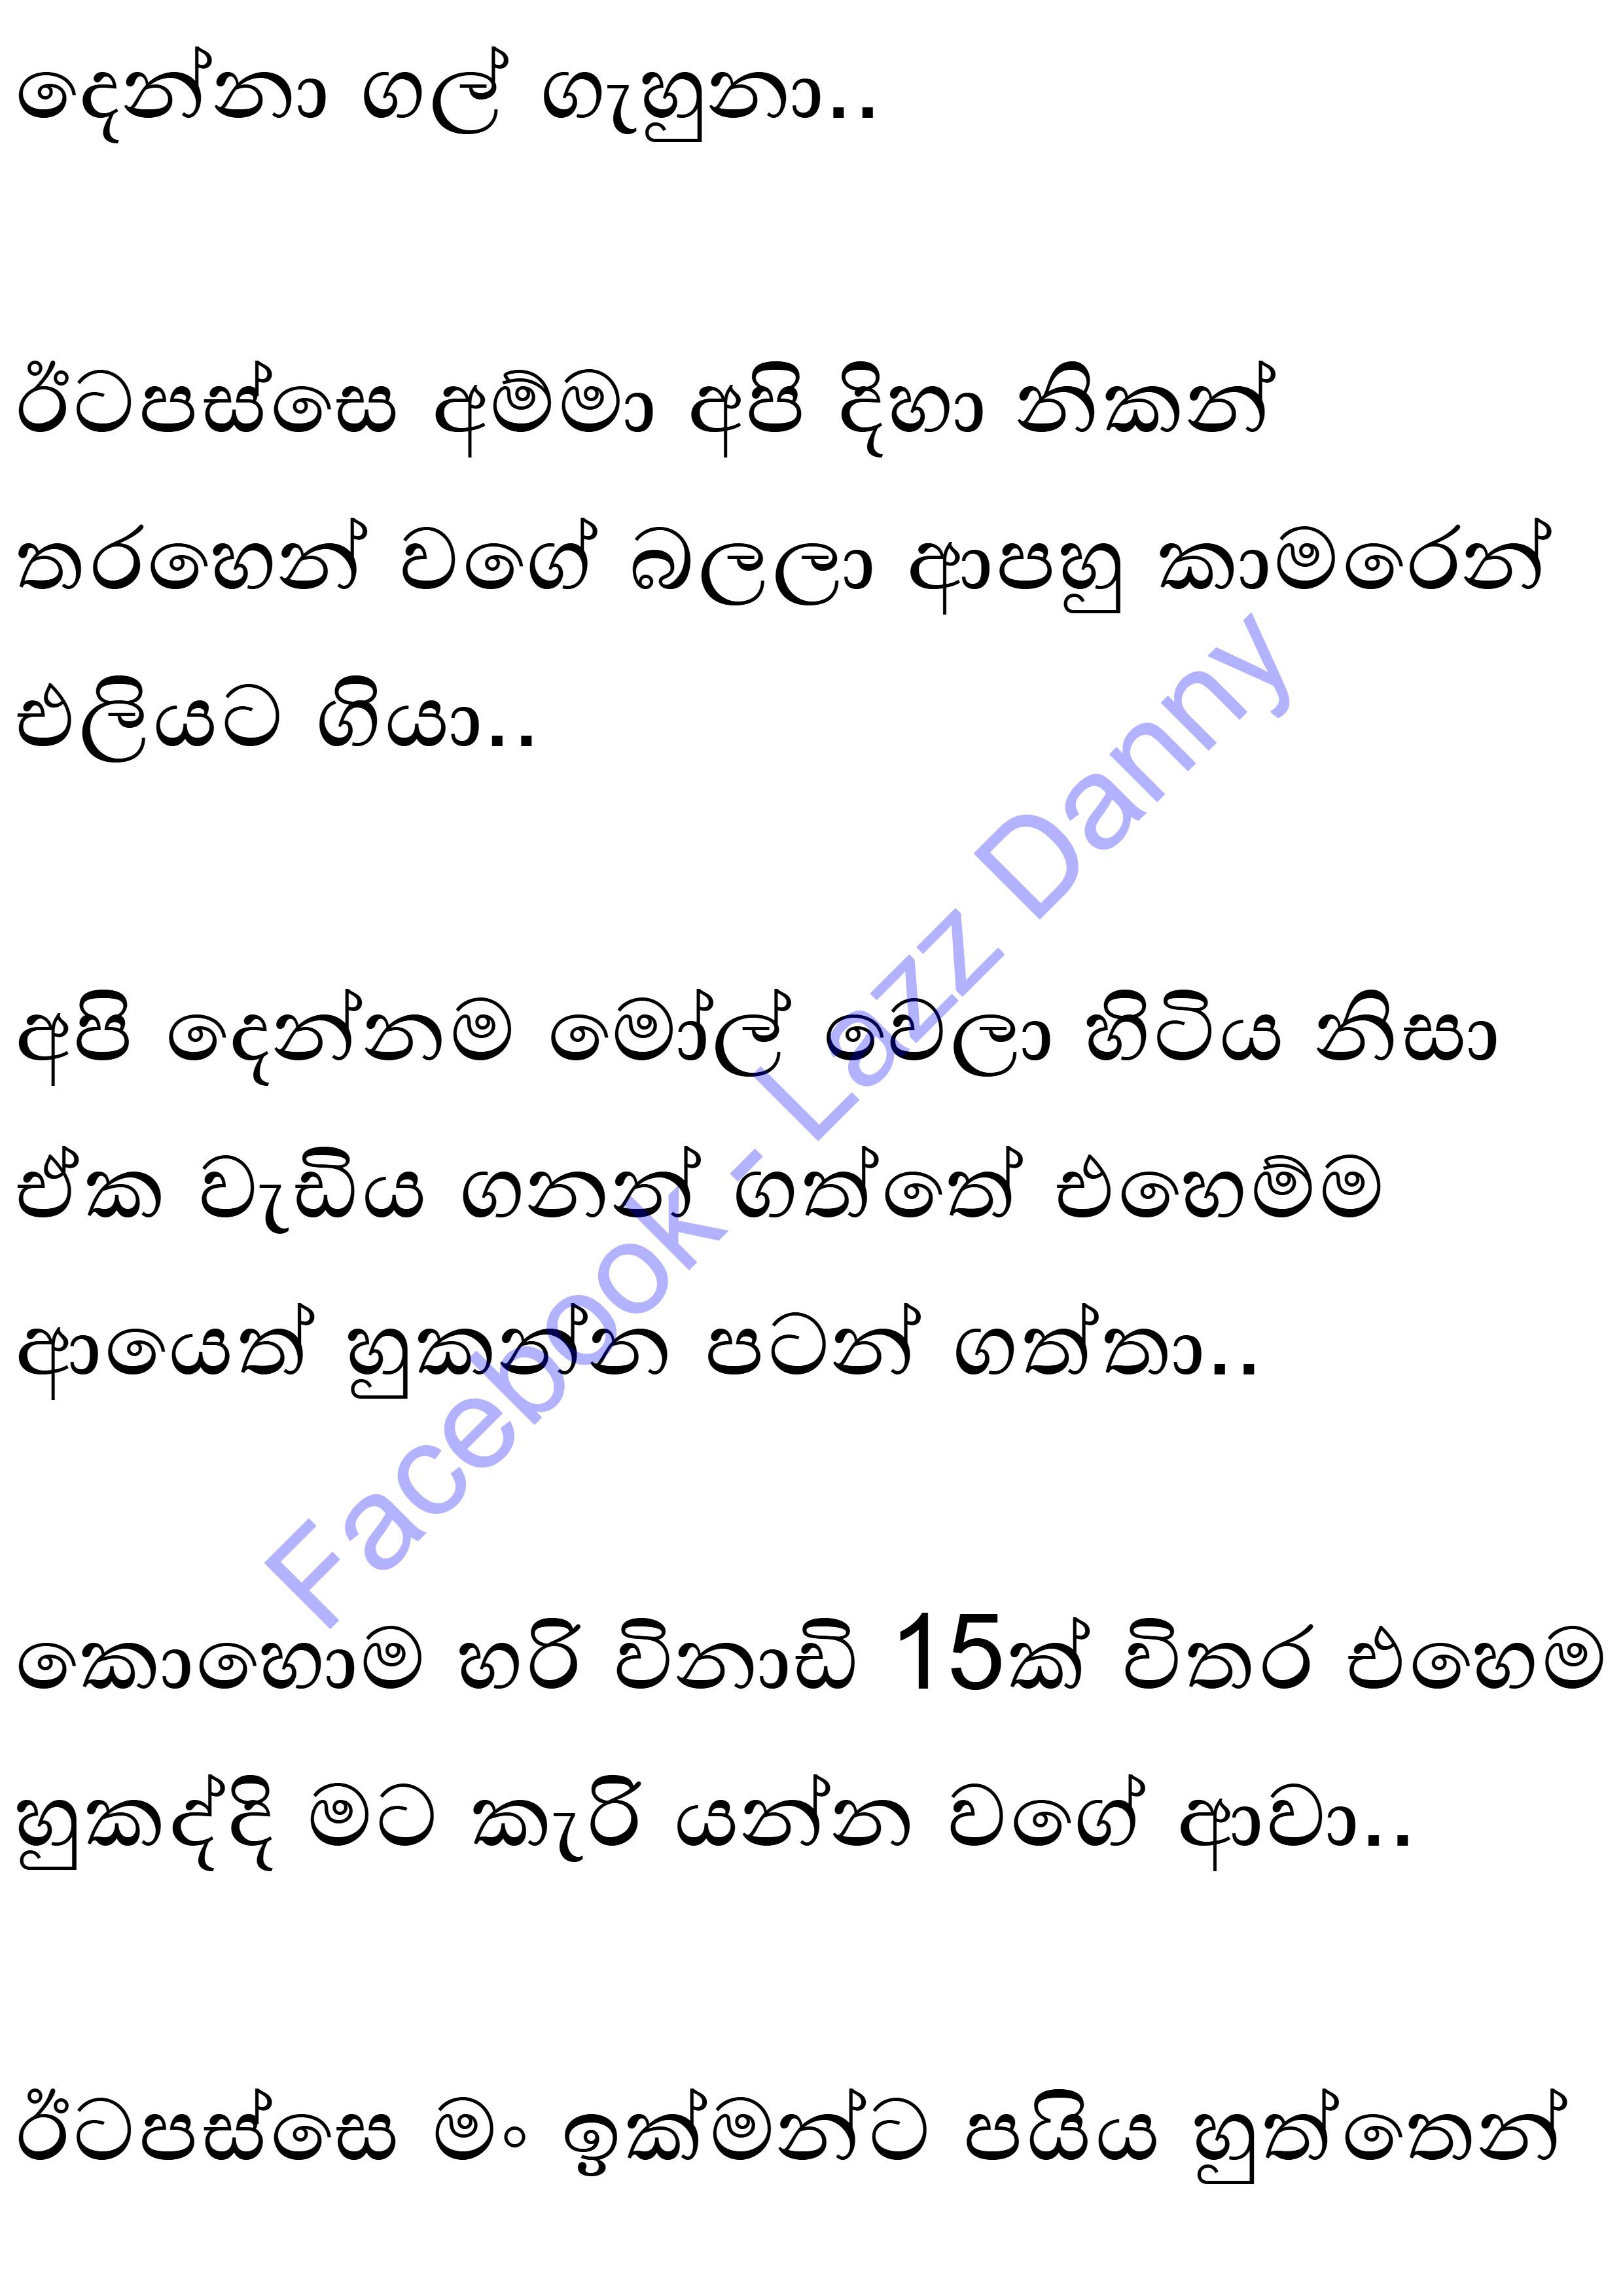 දෙන්නා ගල් ගැහුනා..
ඊටපස්සෙ අම්මා අපි දිහා නිකන්
තරහෙන් වගේ බලලා ආපහු කාමරෙන්
එලියට ගියා..
අපි දෙන්නම මෝල් වෙලා හිටිය නිසා
ඒක වැඩිය ගනන් ගත්තේ එහෙම්ම
ආයෙත් හුකන්න පටන් ගත්තා..
කොහොම හරි විනාඩි 15ක් විතර එහෙම
හුකද්දි මට කැරි යන්න වගේ ආවා..
ඊටපස්සෙ මං ඉක්මන්ට පයිය හුත්තෙන්
Facebook - Lazz Danny